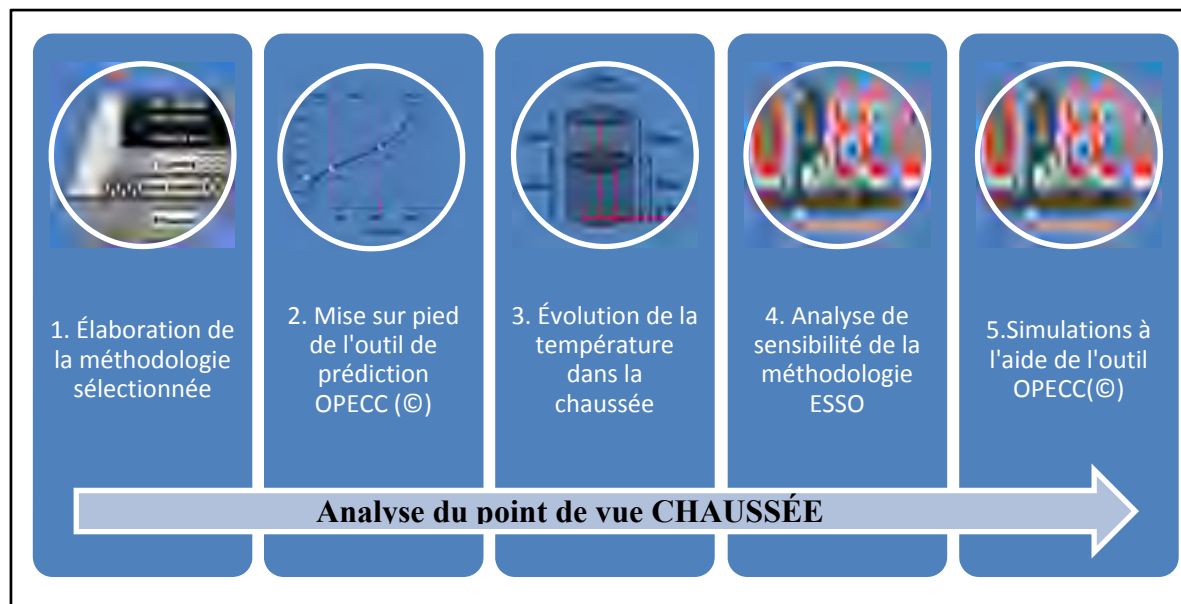 1. Élaboration de
la méthodologie
sélectionnée
2. Mise sur pied
de l'outil de
prédiction
OPECC (©)
3. Évolution de la
température
dans la
chaussée
4. Analyse de
sensibilité de la
méthodologie
ESSO
5.Simulations à
l'aide de l'outil
OPECC(©)
Analyse du point de vue CHAUSSÉE